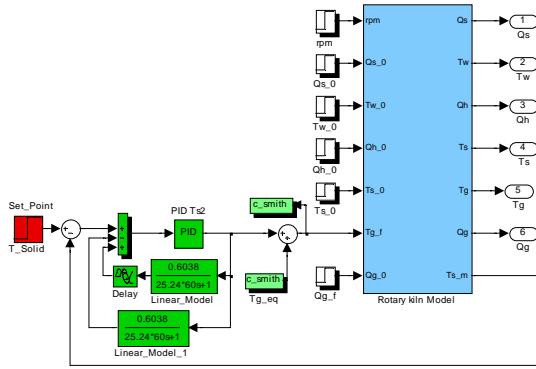 rpm
Qs_0
Tw_0
Qh_0
Ts_0
Qg_f
rpm
Qs_0
Tw_0
Qh_0
Ts_0
Tg_f
Qg_0
Qs
Tw
Qh
Ts
Tg
Qg
Ts_m
Rotary kiln Model
1
Qs
2
Tw
3
Qh
4
Ts
5
Tg
6
Qg
Set_Point
T_Solid
PID Ts2
PID
c_smith
c_smith
Tg_eq
Delay
0.6038
25.24*60s+1
Linear_Model
0.6038
25.24*60s+1
Linear_Model_1